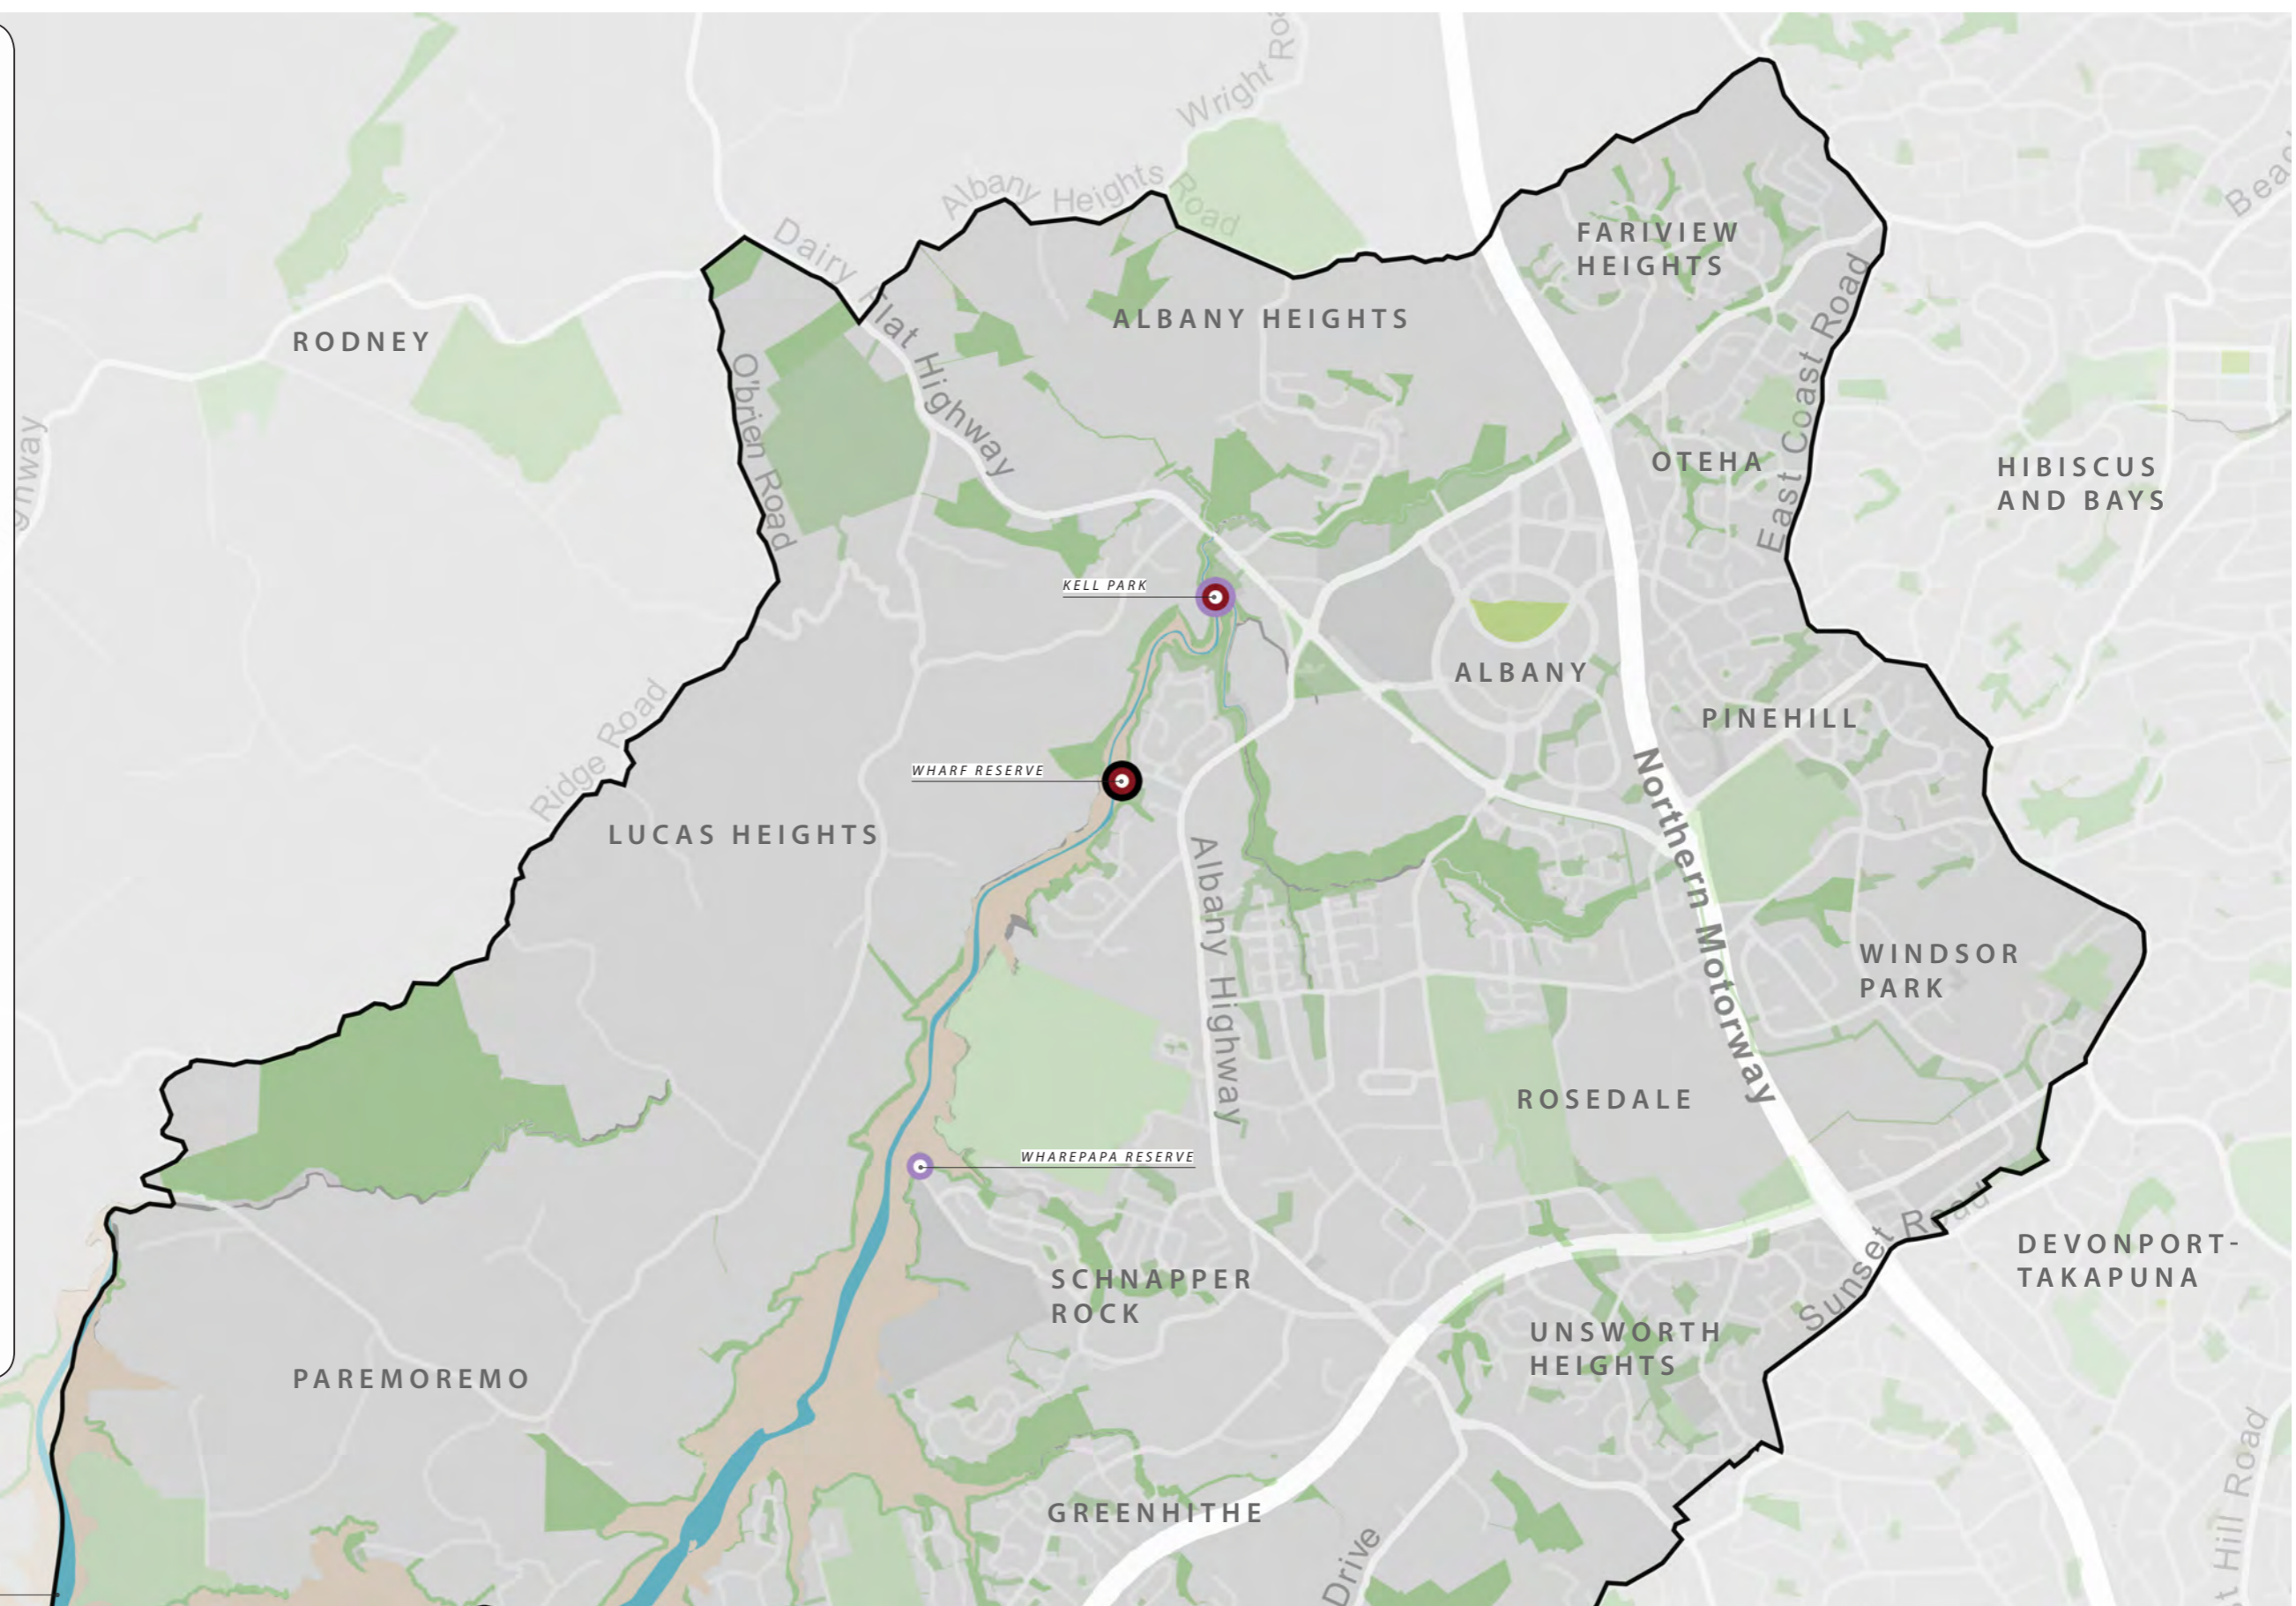 Wright
Albany Heights Road
Dairy Flat Highway
FARIVIEW
HEIGHTS
ALBANY HEIGHTS
RODNEY
O'brien Road
East Coast Road
OTEHA
HIBISCUS
AND BAYS
KELL PARK
ALBANY
PINEHILL
Ridge Road
WHARF RESERVE
LUCAS HEIGHTS
Northern Motorway
Albany Highway
WINDSOR
PARK
ROSEDALE
WHAREPAPA RESERVE
Sunset Road
DEVONPORT-
TAKAPUNA
SCHNAPPER
ROCK
UNSWORTH
HEIGHTS
PAREMOREMO
GREENHITHE
Drive
Hill Road